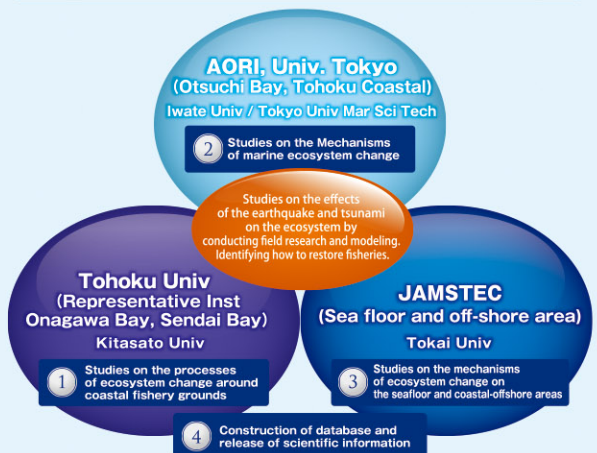 AORI, Univ. Tokyo
(Otsuchi Bay, Tohoku Coastal)
Iwate Univ / Tokyo Univ Mar Sci Tech
2
Studies on the Mechanisms
of marine ecosystem change
Studies on the effects
of the earthquake and tsunami
on the ecosystem by
conducting field research and modeling.
Identifying how to restore fisheries.
Tohoku Univ
(Representative Inst
Onagawa Bay, Sendai Bay)
Kitasato Univ
1
Studies on the processes
of ecosystem change around
coastal fishery grounds
JAMSTEC
(Sea floor and off-shore area)
Tokai Univ
3
Studies on the mechanisms
of ecosystem change on
the seafloor and coastal-offshore areas
4
Construction of database and
release of scientific information